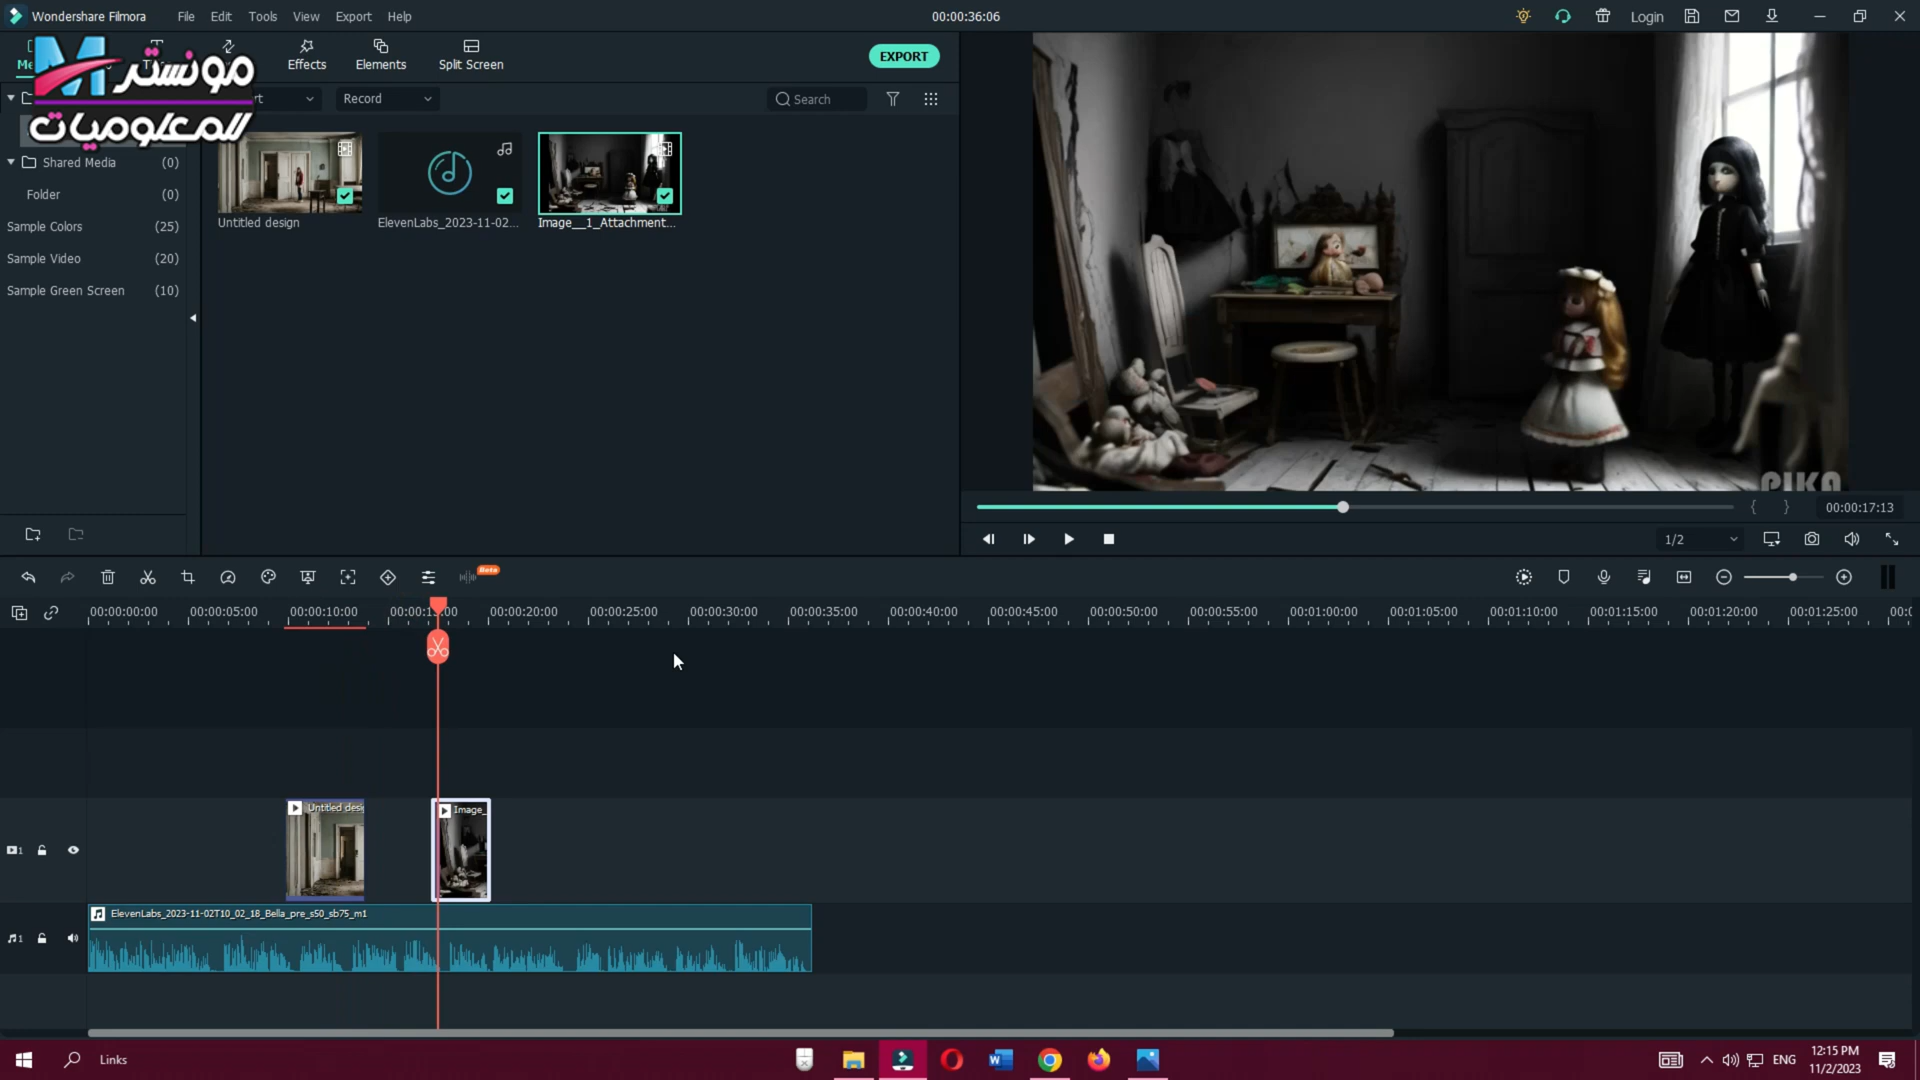 Wondershare Filmora
File Edit Tools View Export Help
00:00:36:06
Login
Effects
Elements
Split Screen
EXPORT
مونستر
للمعلوميات
Record
Search
Shared Media (0)
Folder (0)
Sample Colors (25)
Sample Video (20)
Sample Green Screen (10)
Untitled design
ElevenLabs_2023-11-02...
Image__1_Attachment...
PIKA
00:00:17:13
1/2
Beta
00:00:00:00 00:00:05:00 00:00:10:00 00:00:20:00 00:00:25:00 00:00:30:00 00:00:35:00 00:00:40:00 00:00:45:00 00:00:50:00 00:00:55:00 00:01:00:00 00:01:05:00 00:01:10:00 00:01:15:00 00:01:20:00 00:01:25:00
Untitled desi
Image_
1
ElevenLabs_2023-11-02T10_02_18_Bella_pre_s50_sb75_m1
1
Links
ENG
12:15 PM
11/2/2023